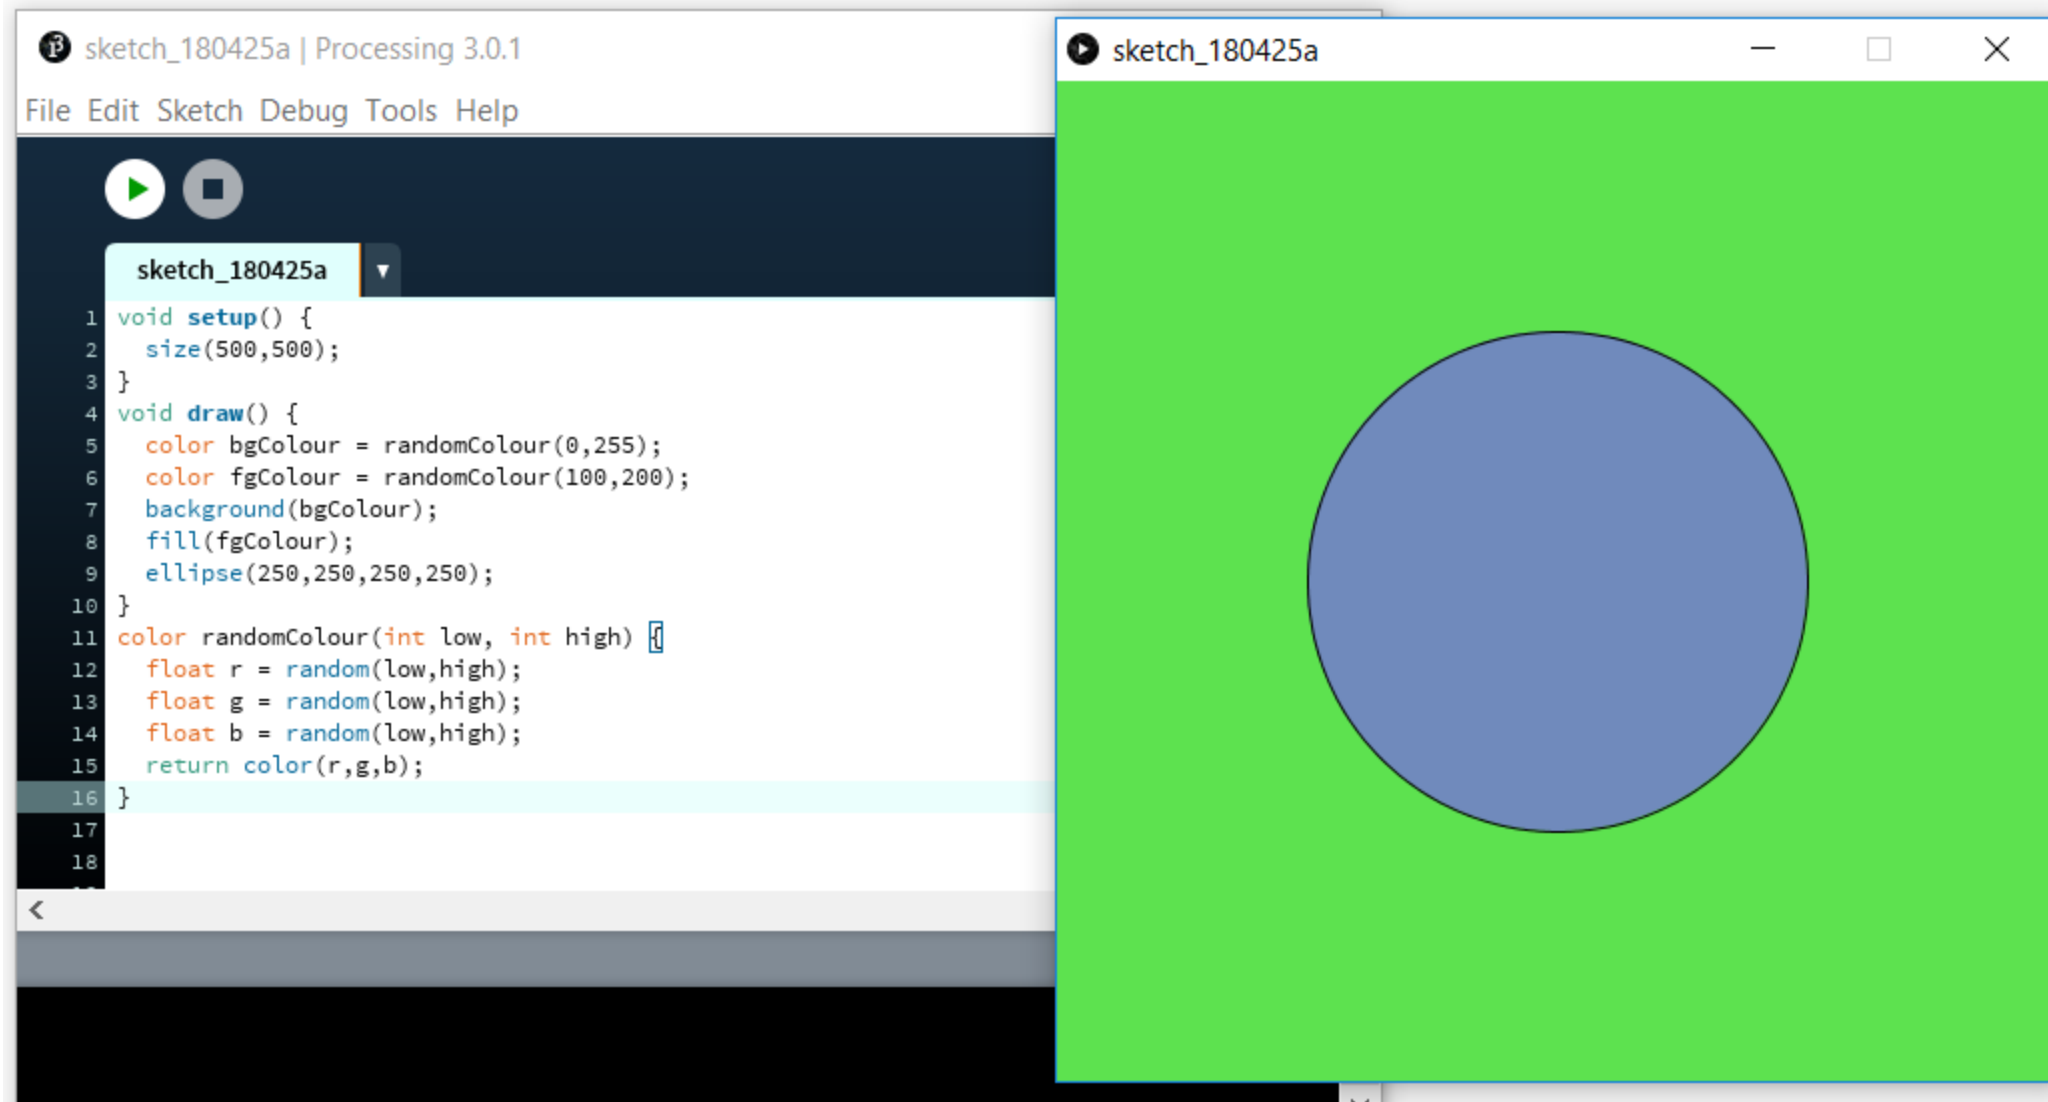 sketch_180425a | Processing 3.0.1
File Edit Sketch Debug Tools Help
sketch_180425a
1 void setup() {
2   size(500,500);
3 }
4 void draw() {
5   color bgColour = randomColour(0,255);
6   color fgColour = randomColour(100,200);
7   background(bgColour);
8   fill(fgColour);
9   ellipse(250,250,250,250);
10 }
11 color randomColour(int low, int high) {
12   float r = random(low,high);
13   float g = random(low,high);
14   float b = random(low,high);
15   return color(r,g,b);
16 }
17
18
sketch_180425a